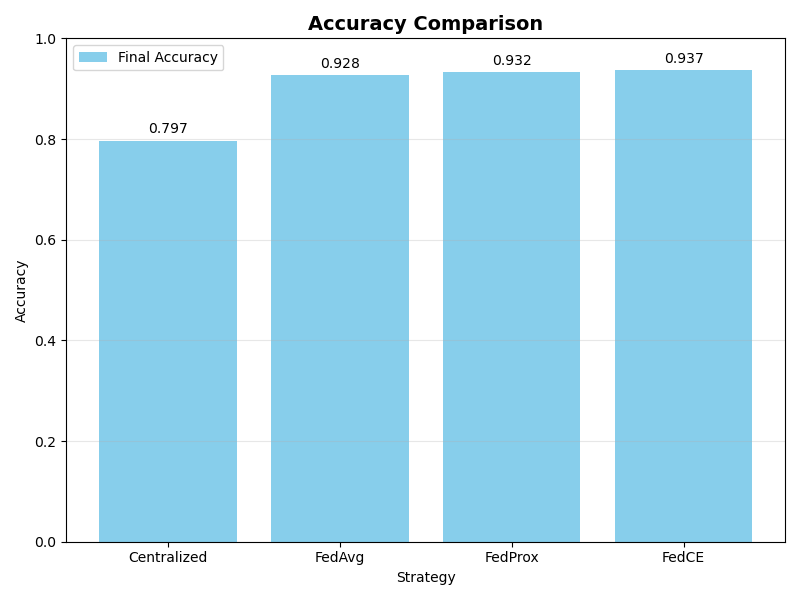 Accuracy Comparison
Final Accuracy
1.0
0.8
0.6
0.4
0.2
0.0
Accuracy
0.797
0.928
0.932
0.937
Centralized
FedAvg
FedProx
FedCE
Strategy